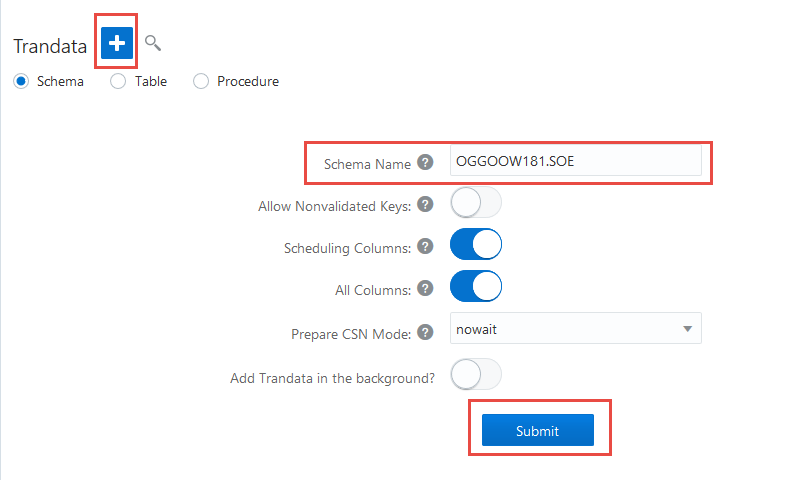 Trandata
Schema Table Procedure
Schema Name ? OGGOOW181.SOE
Allow Nonvalidated Keys: ?
Scheduling Columns: ?
All Columns: ?
Prepare CSN Mode: ? nowait
Add Trandata in the background?
Submit